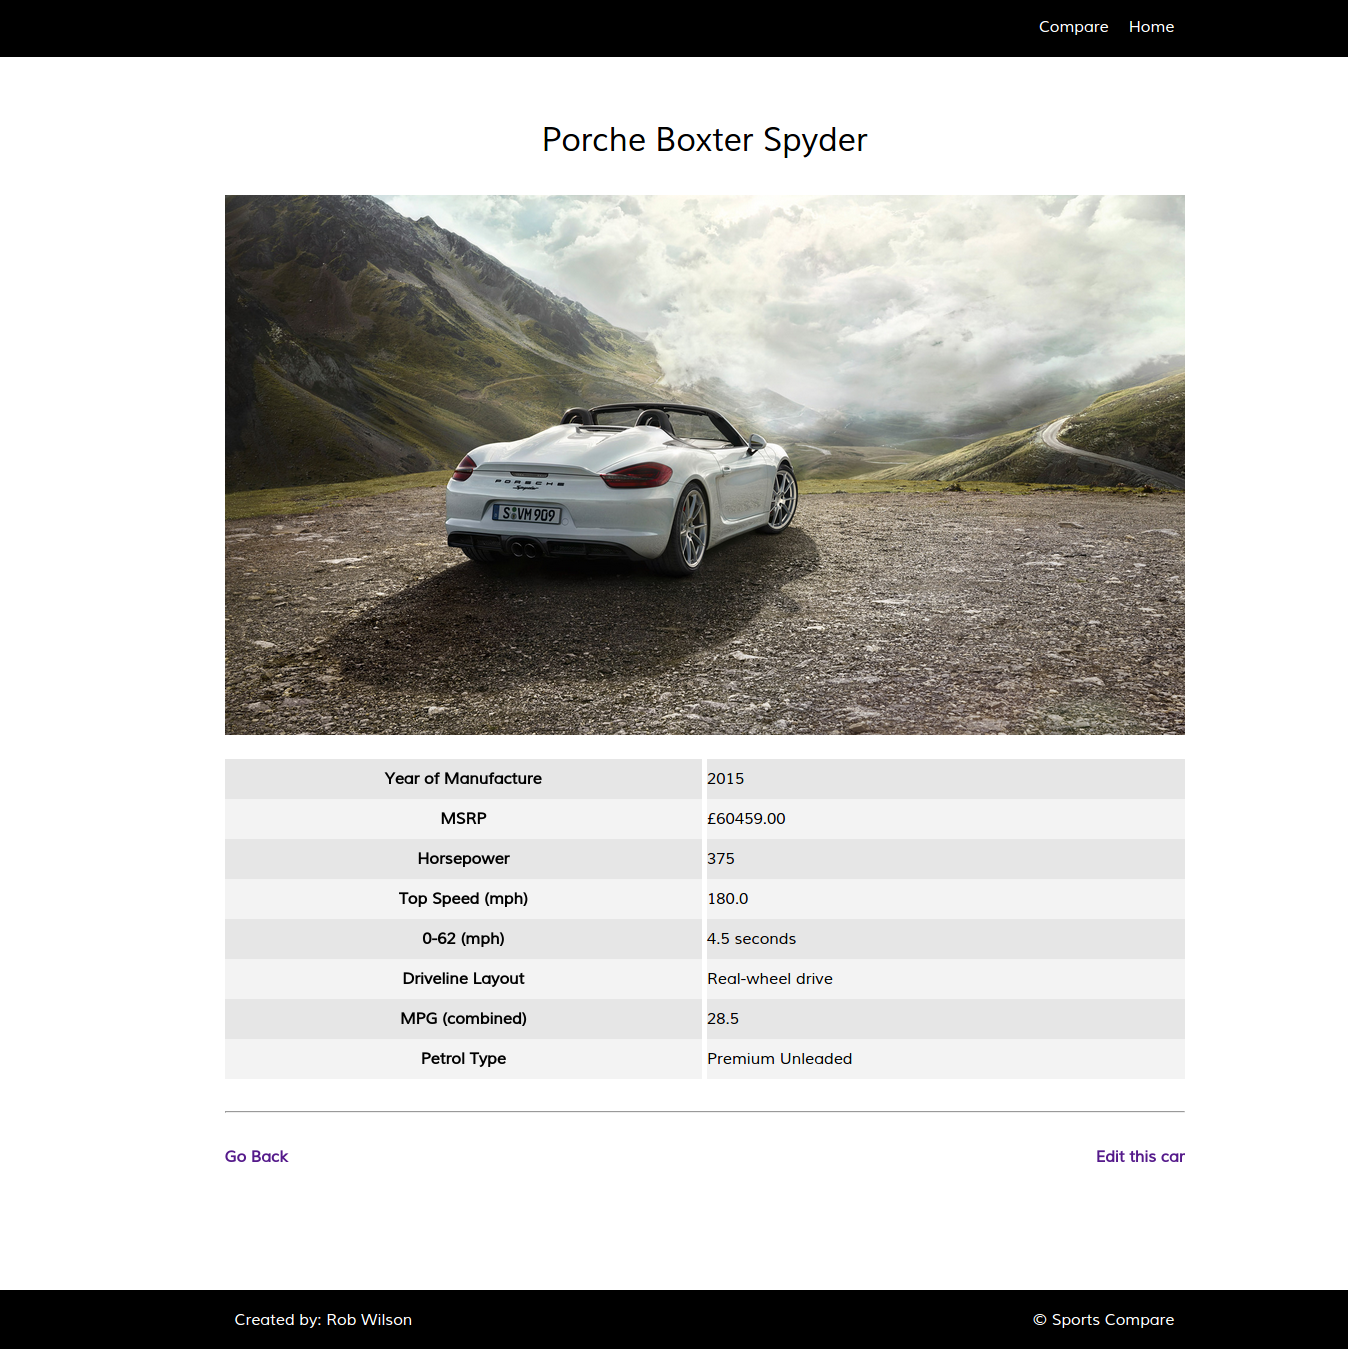 Compare Home
Porche Boxter Spyder
PORSCHE
Spyder
S VM 909
Year of Manufacture 2015
MSRP £60459.00
Horsepower 375
Top Speed (mph) 180.0
0-62 (mph) 4.5 seconds
Driveline Layout Real-wheel drive
MPG (combined) 28.5
Petrol Type Premium Unleaded
Go Back Edit this car
Created by: Rob Wilson © Sports Compare